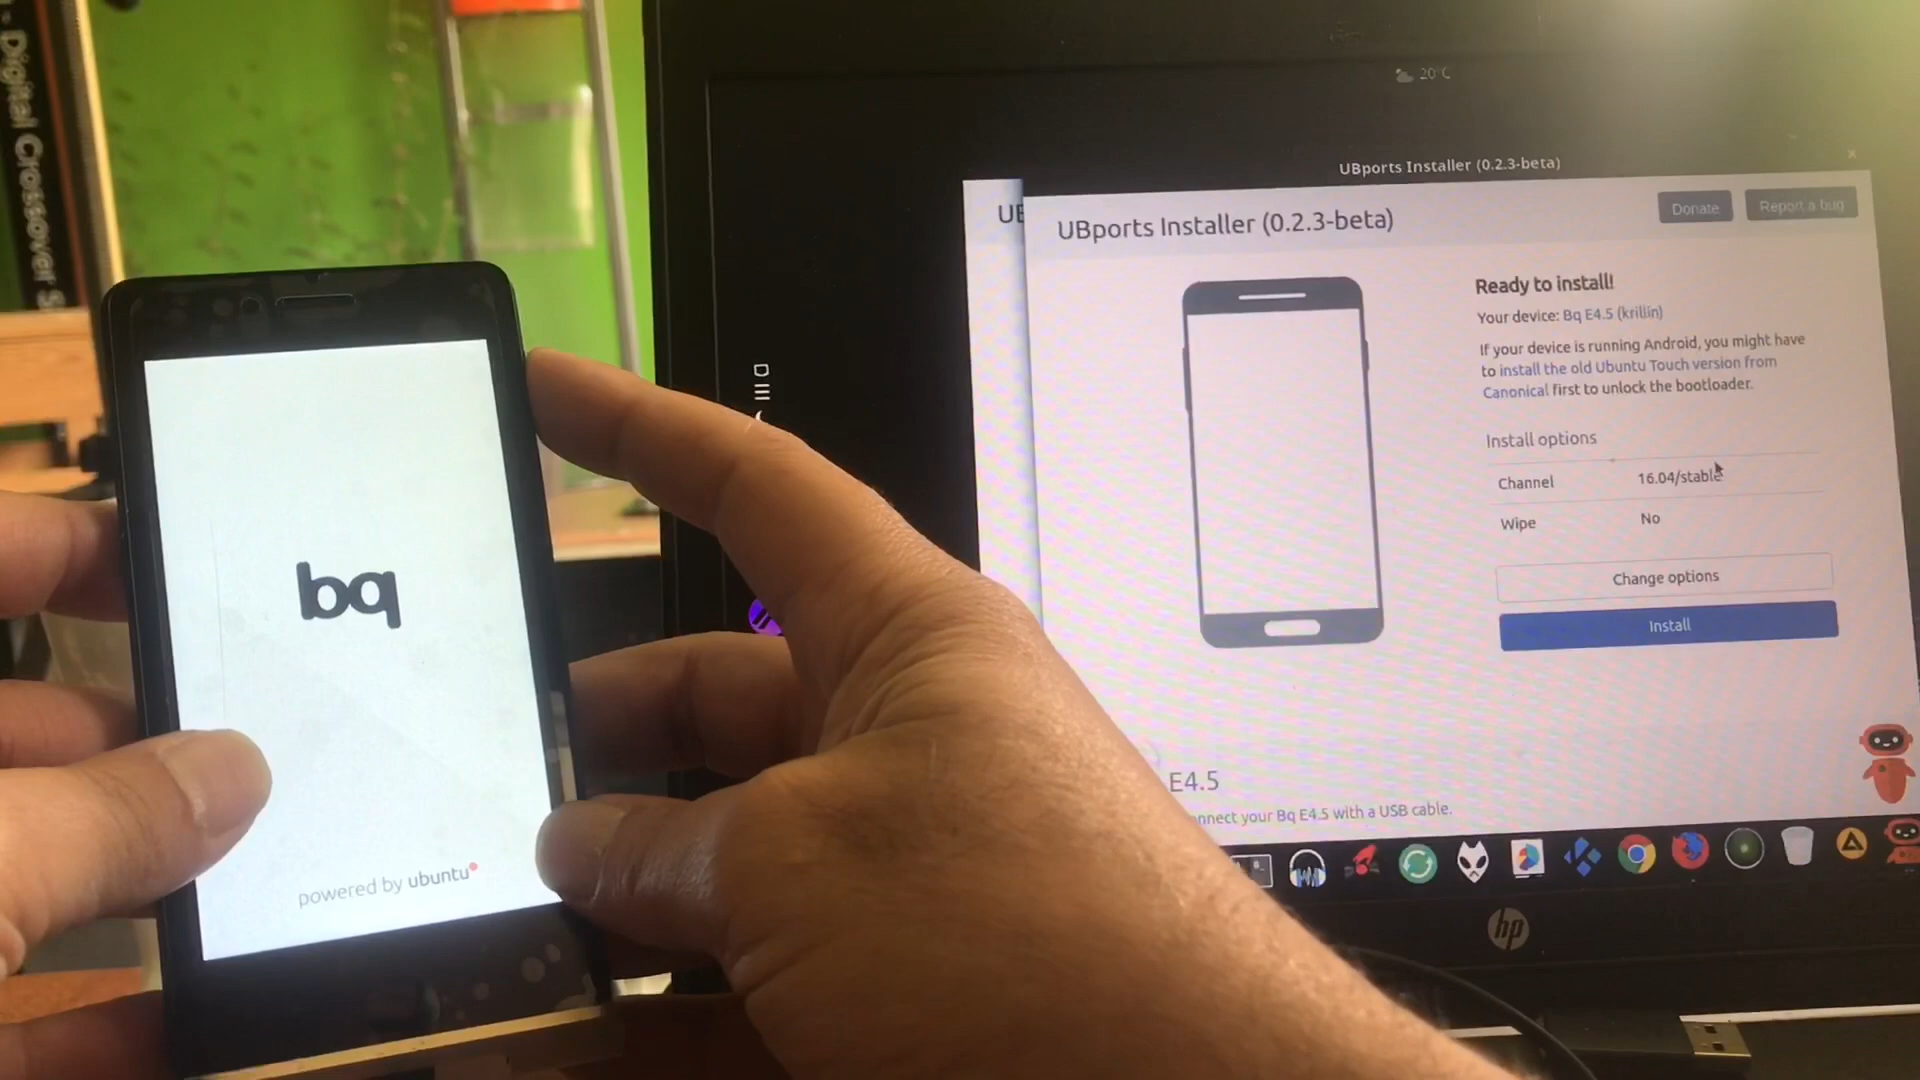 - Digital Crossover S
bq
powered by ubuntu
20°C
UBports Installer (0.2.3-beta)
UB
UBports Installer (0.2.3-beta)
Donate
Report a bug
Ready to install!
Your device: Bq E4.5 (krillin)
If your device is running Android, you might have
to install the old Ubuntu Touch version from
Canonical first to unlock the bootloader.
Install options
Channel 16.04/stable
Wipe No
Change options
Install
E4.5
nnect your Bq E4.5 with a USB cable.
hp